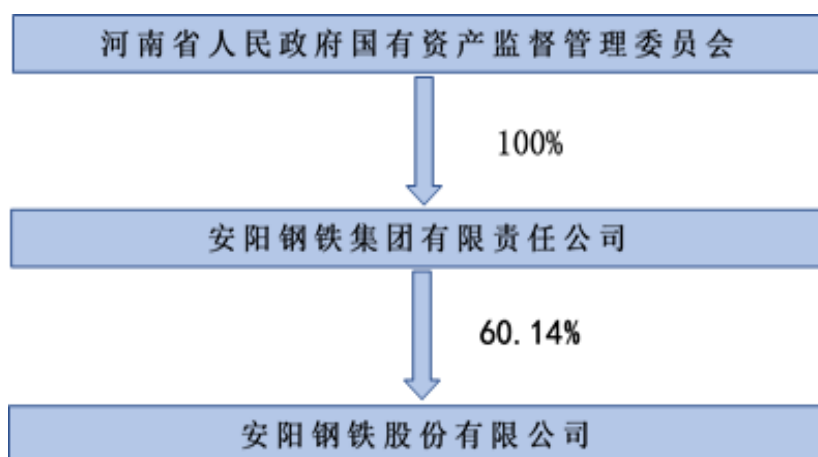 河南省人民政府国有资产监督管理委员会
100%
安阳钢铁集团有限责任公司
60.14%
安阳钢铁股份有限公司